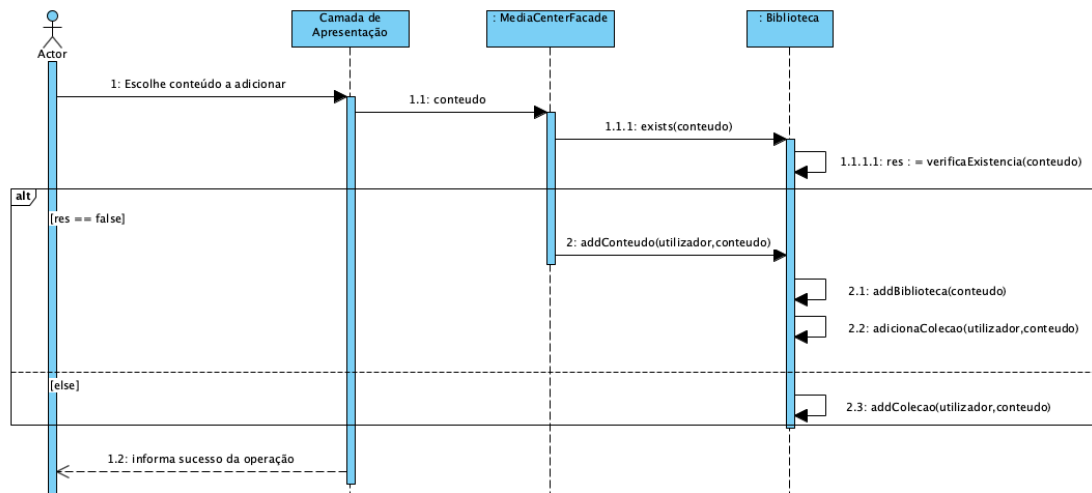 Camada de
Apresentação
: MediaCenterFacade
: Biblioteca
Actor
1: Escolhe conteúdo a adicionar
1.1: conteudo
1.1.1: exists(conteudo)
1.1.1.1: res : = verificaExistencia(conteudo)
alt
[res == false]
2: addConteudo(utilizador,conteudo)
2.1: addBiblioteca(conteudo)
2.2: adicionaColecao(utilizador,conteudo)
[else]
2.3: addColecao(utilizador,conteudo)
1.2: informa sucesso da operação